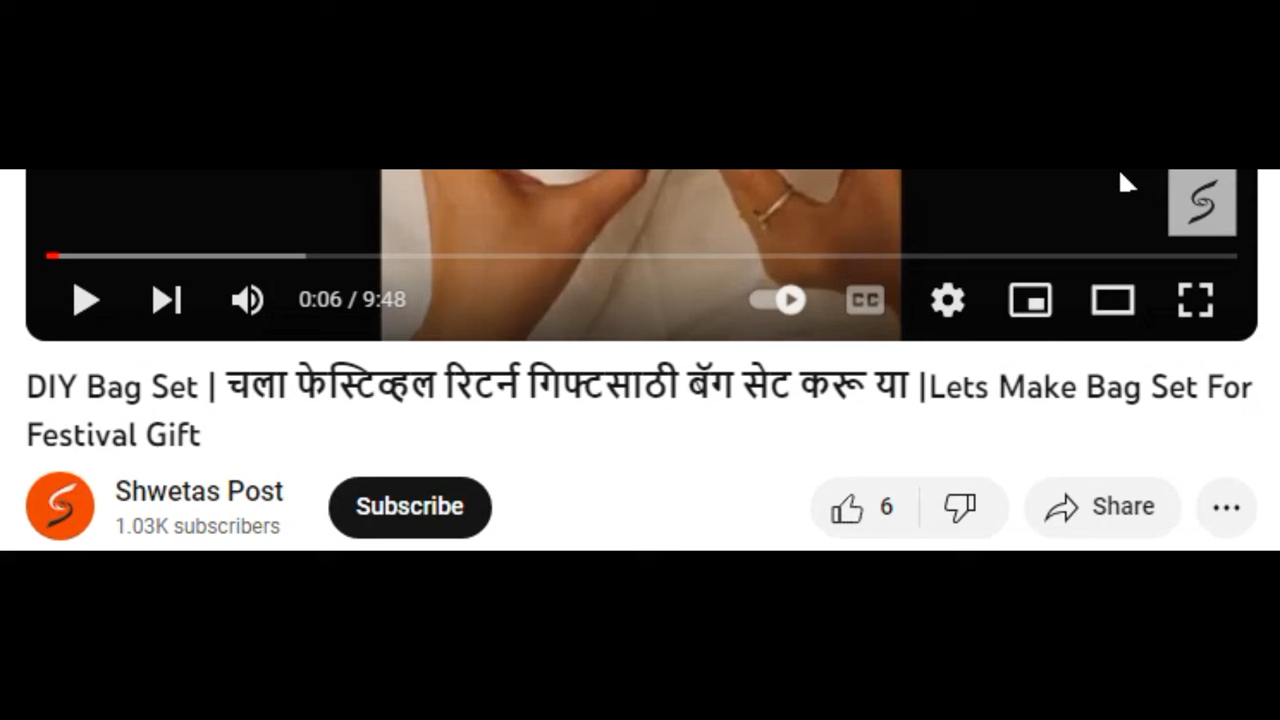 0:06 / 9:48
CC
DIY Bag Set | चला फेस्टिव्हल रिटर्न गिफ्टसाठी बॅग सेट करू या |Lets Make Bag Set For
Festival Gift
Shwetas Post
1.03K subscribers
Subscribe
6
Share